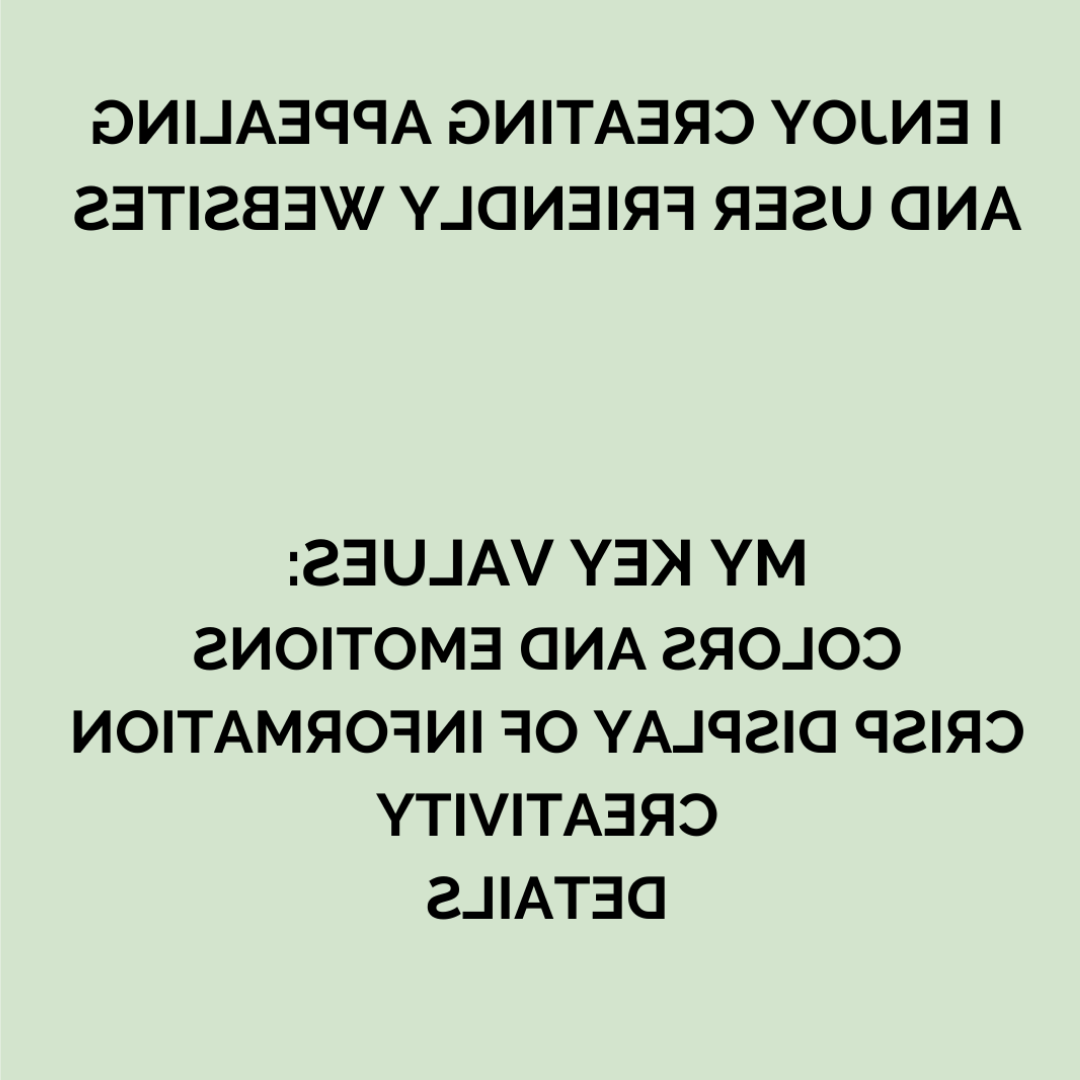 I ENJOY CREATING APPEALING
AND USER FRIENDLY WEBSITES
MY KEY VALUES:
COLORS AND EMOTIONS
CRISP DISPLAY OF INFORMATION
CREATIVITY
DETAILS